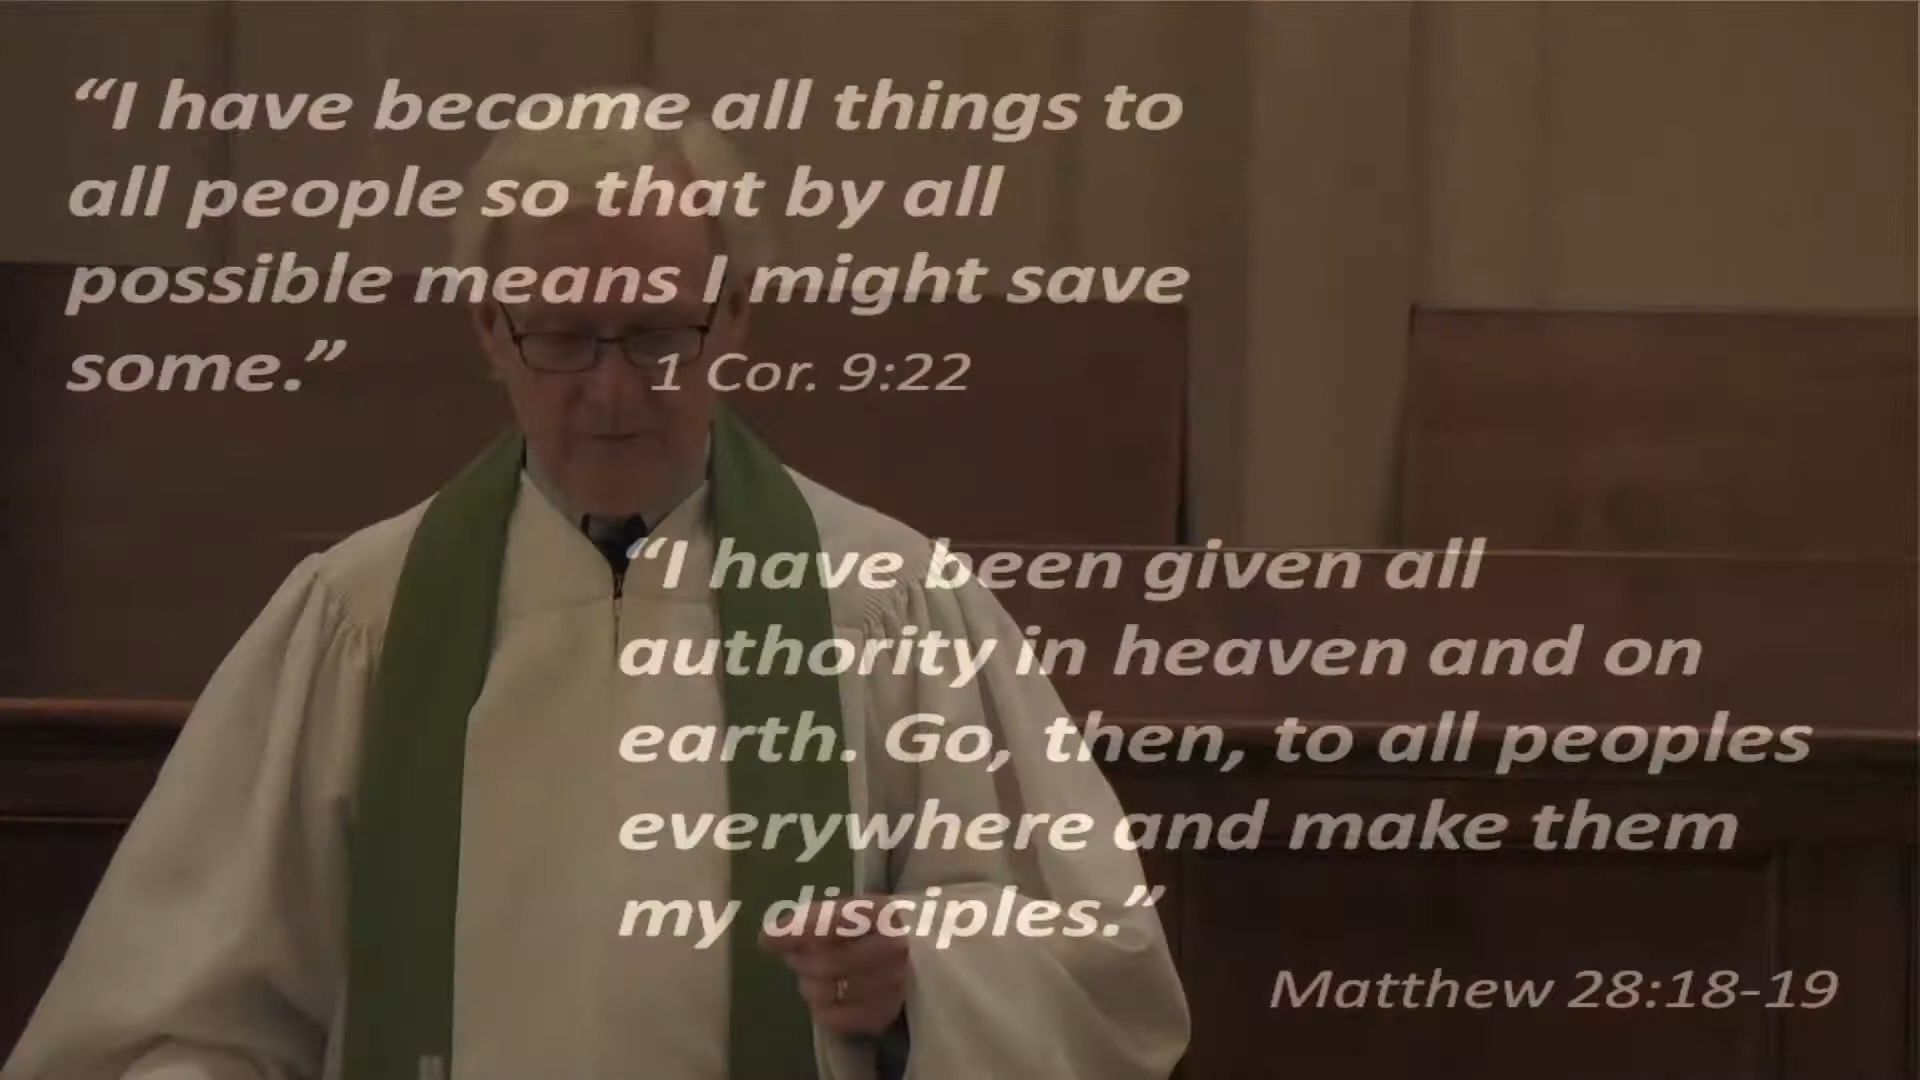 “I have become all things to
all people so that by all
possible means I might save
some.” 1 Cor. 9:22
“I have been given all
authority in heaven and on
earth. Go, then, to all peoples
everywhere and make them
my disciples.”
Matthew 28:18-19